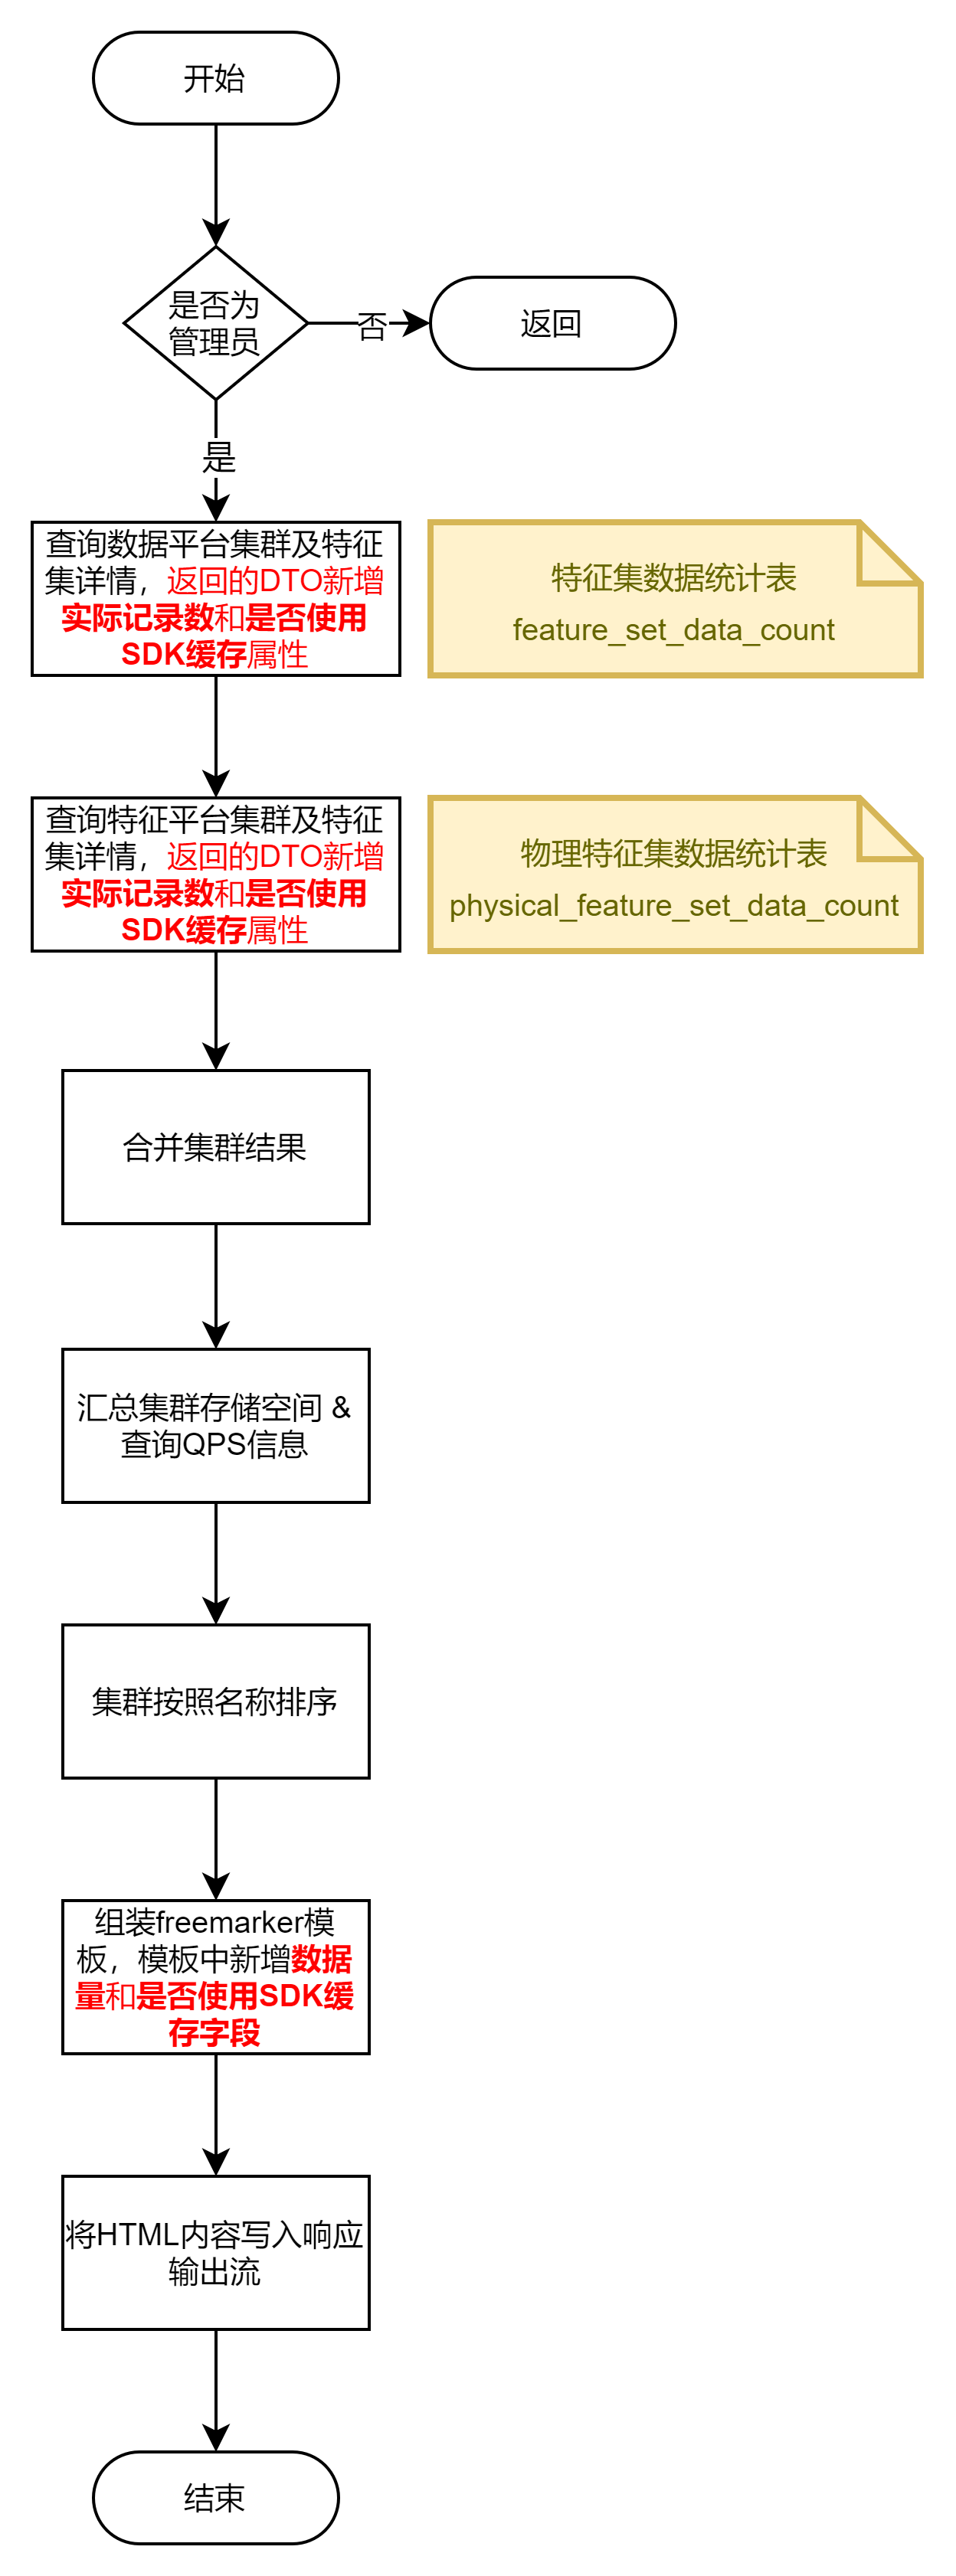 开始
是否为
管理员
否
返回
是
查询数据平台集群及特征
集详情，返回的DTO新增
实际记录数和是否使用
SDK缓存属性
特征集数据统计表
feature_set_data_count
查询特征平台集群及特征
集详情，返回的DTO新增
实际记录数和是否使用
SDK缓存属性
物理特征集数据统计表
physical_feature_set_data_count
合并集群结果
汇总集群存储空间 &
查询QPS信息
集群按照名称排序
组装freemarker模
板，模板中新增数据
量和是否使用SDK缓
存字段
将HTML内容写入响应
输出流
结束